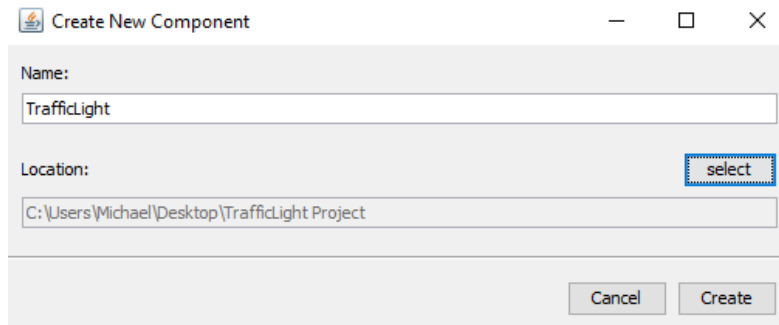 Create New Component
Name:
TrafficLight
Location:
select
C:\Users\Michael\Desktop\TrafficLight Project
Cancel
Create